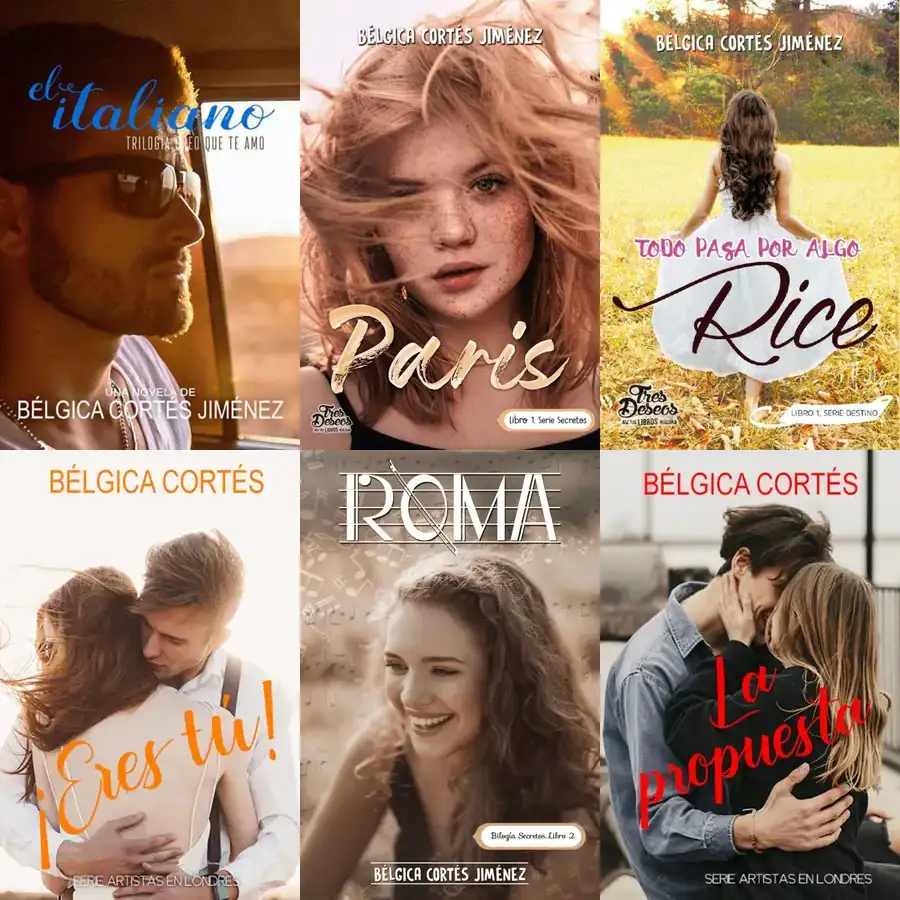 el italiano
TRILOGÍA CREO QUE TE AMO
UNA NOVELA DE
BÉLGICA CORTÉS JIMÉNEZ
BÉLGICA CORTÉS JIMÉNEZ
Paris
Libro 1, Serie Secretos
Tres
Deseos
BÉLGICA CORTÉS JIMÉNEZ
TODO PASA POR ALGO
Rice
Tres
Deseos
LIBRO 1, SERIE DESTINO
BÉLGICA CORTÉS
¡Eres tú!
SERIE ARTISTAS EN LONDRES
ROMA
Bilogía Secretos, Libro 2
BÉLGICA CORTÉS JIMÉNEZ
BÉLGICA CORTÉS
La
propuesta
SERIE ARTISTAS EN LONDRES